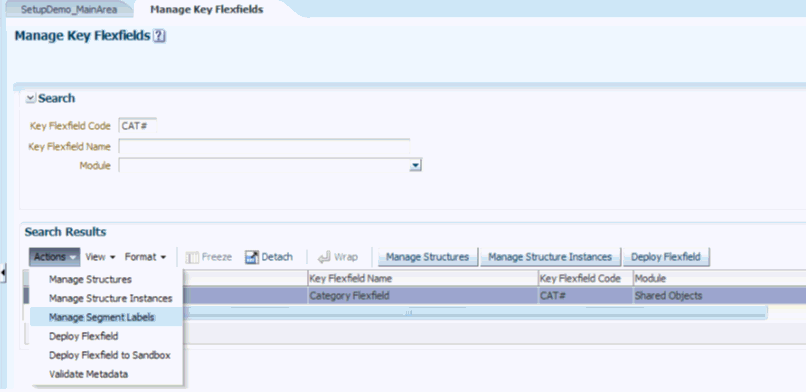 SetupDemo_MainArea Manage Key Flexfields
Manage Key Flexfields ?
Search
Key Flexfield Code CAT#
Key Flexfield Name
Module
Search Results
Actions View Format Freeze Detach Wrap Manage Structures Manage Structure Instances Deploy Flexfield
Manage Structures
Key Flexfield Name Key Flexfield Code Module
Manage Structure Instances
Category Flexfield CAT# Shared Objects
Manage Segment Labels
Deploy Flexfield
Deploy Flexfield to Sandbox
Validate Metadata